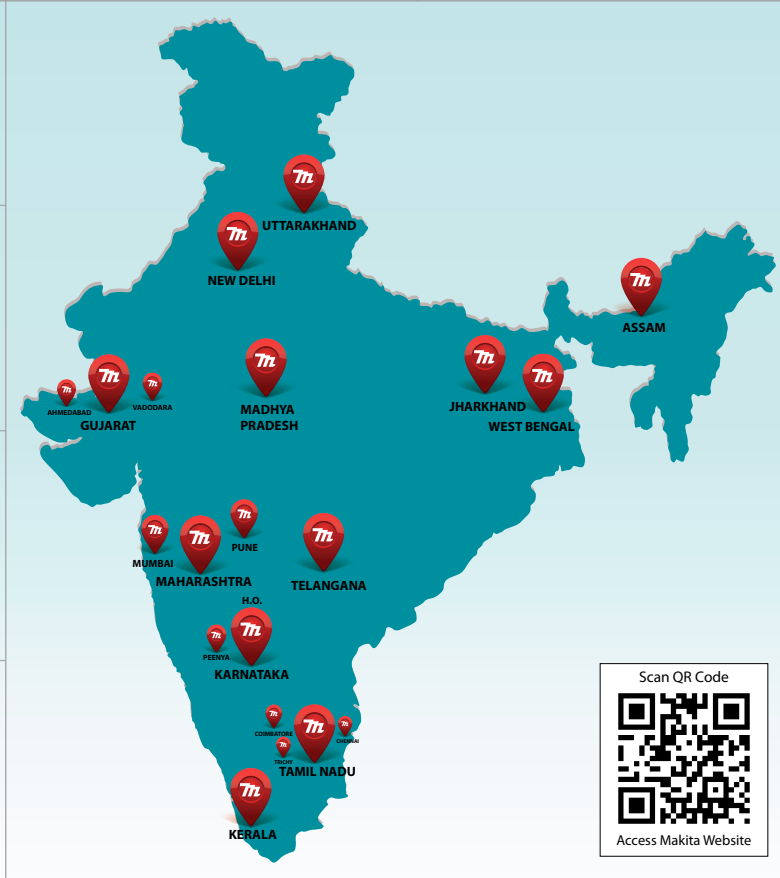 UTTARAKHAND
NEW DELHI
ASSAM
AHMEDABAD
VADODARA
GUJARAT
MADHYA
PRADESH
JHARKHAND
WEST BENGAL
MUMBAI
PUNE
MAHARASHTRA
TELANGANA
H.O.
PEENYA
KARNATAKA
COIMBATORE
CHENNAI
TRICHY
TAMIL NADU
KERALA
Scan QR Code
Access Makita Website